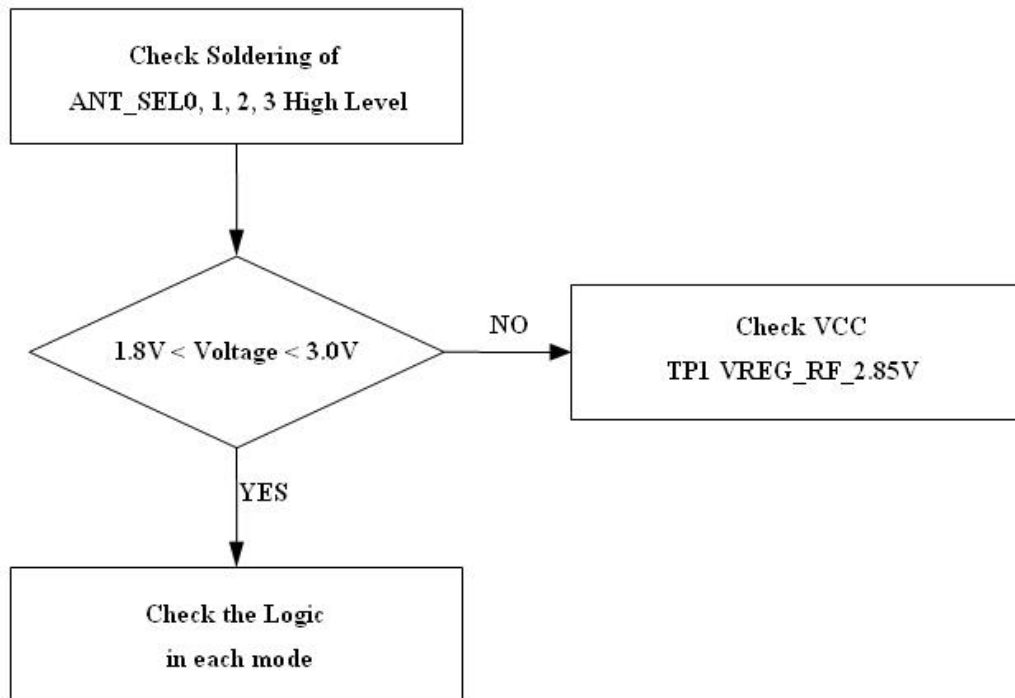 Check Soldering of
ANT_SEL0, 1, 2, 3 High Level
1.8V < Voltage < 3.0V
NO
Check VCC
TP1 VREG_RF_2.85V
YES
Check the Logic
in each mode